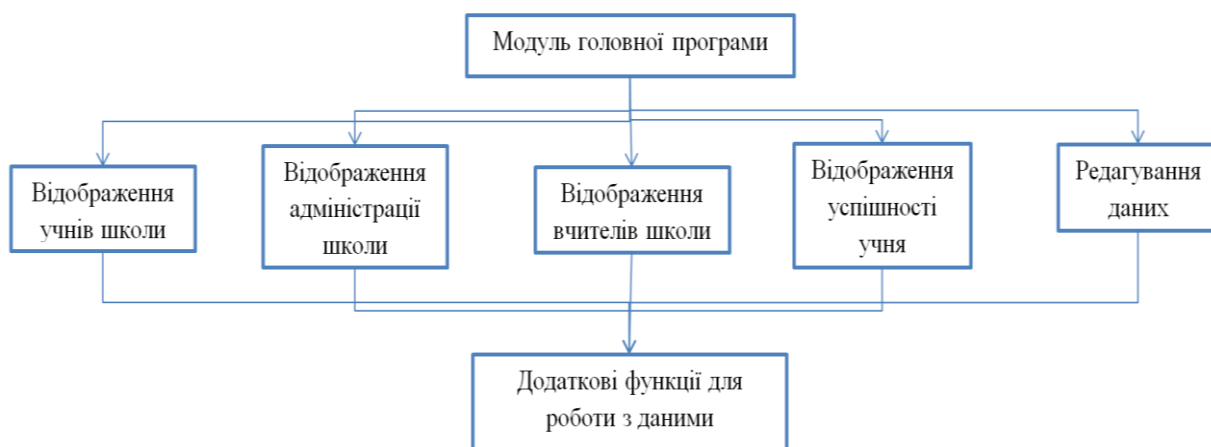 Модуль головної програми
Відображення
учнів школи
Відображення
адміністрації
школи
Відображення
вчителів школи
Відображення
успішності
учня
Редагування
даних
Додаткові функції для
роботи з даними